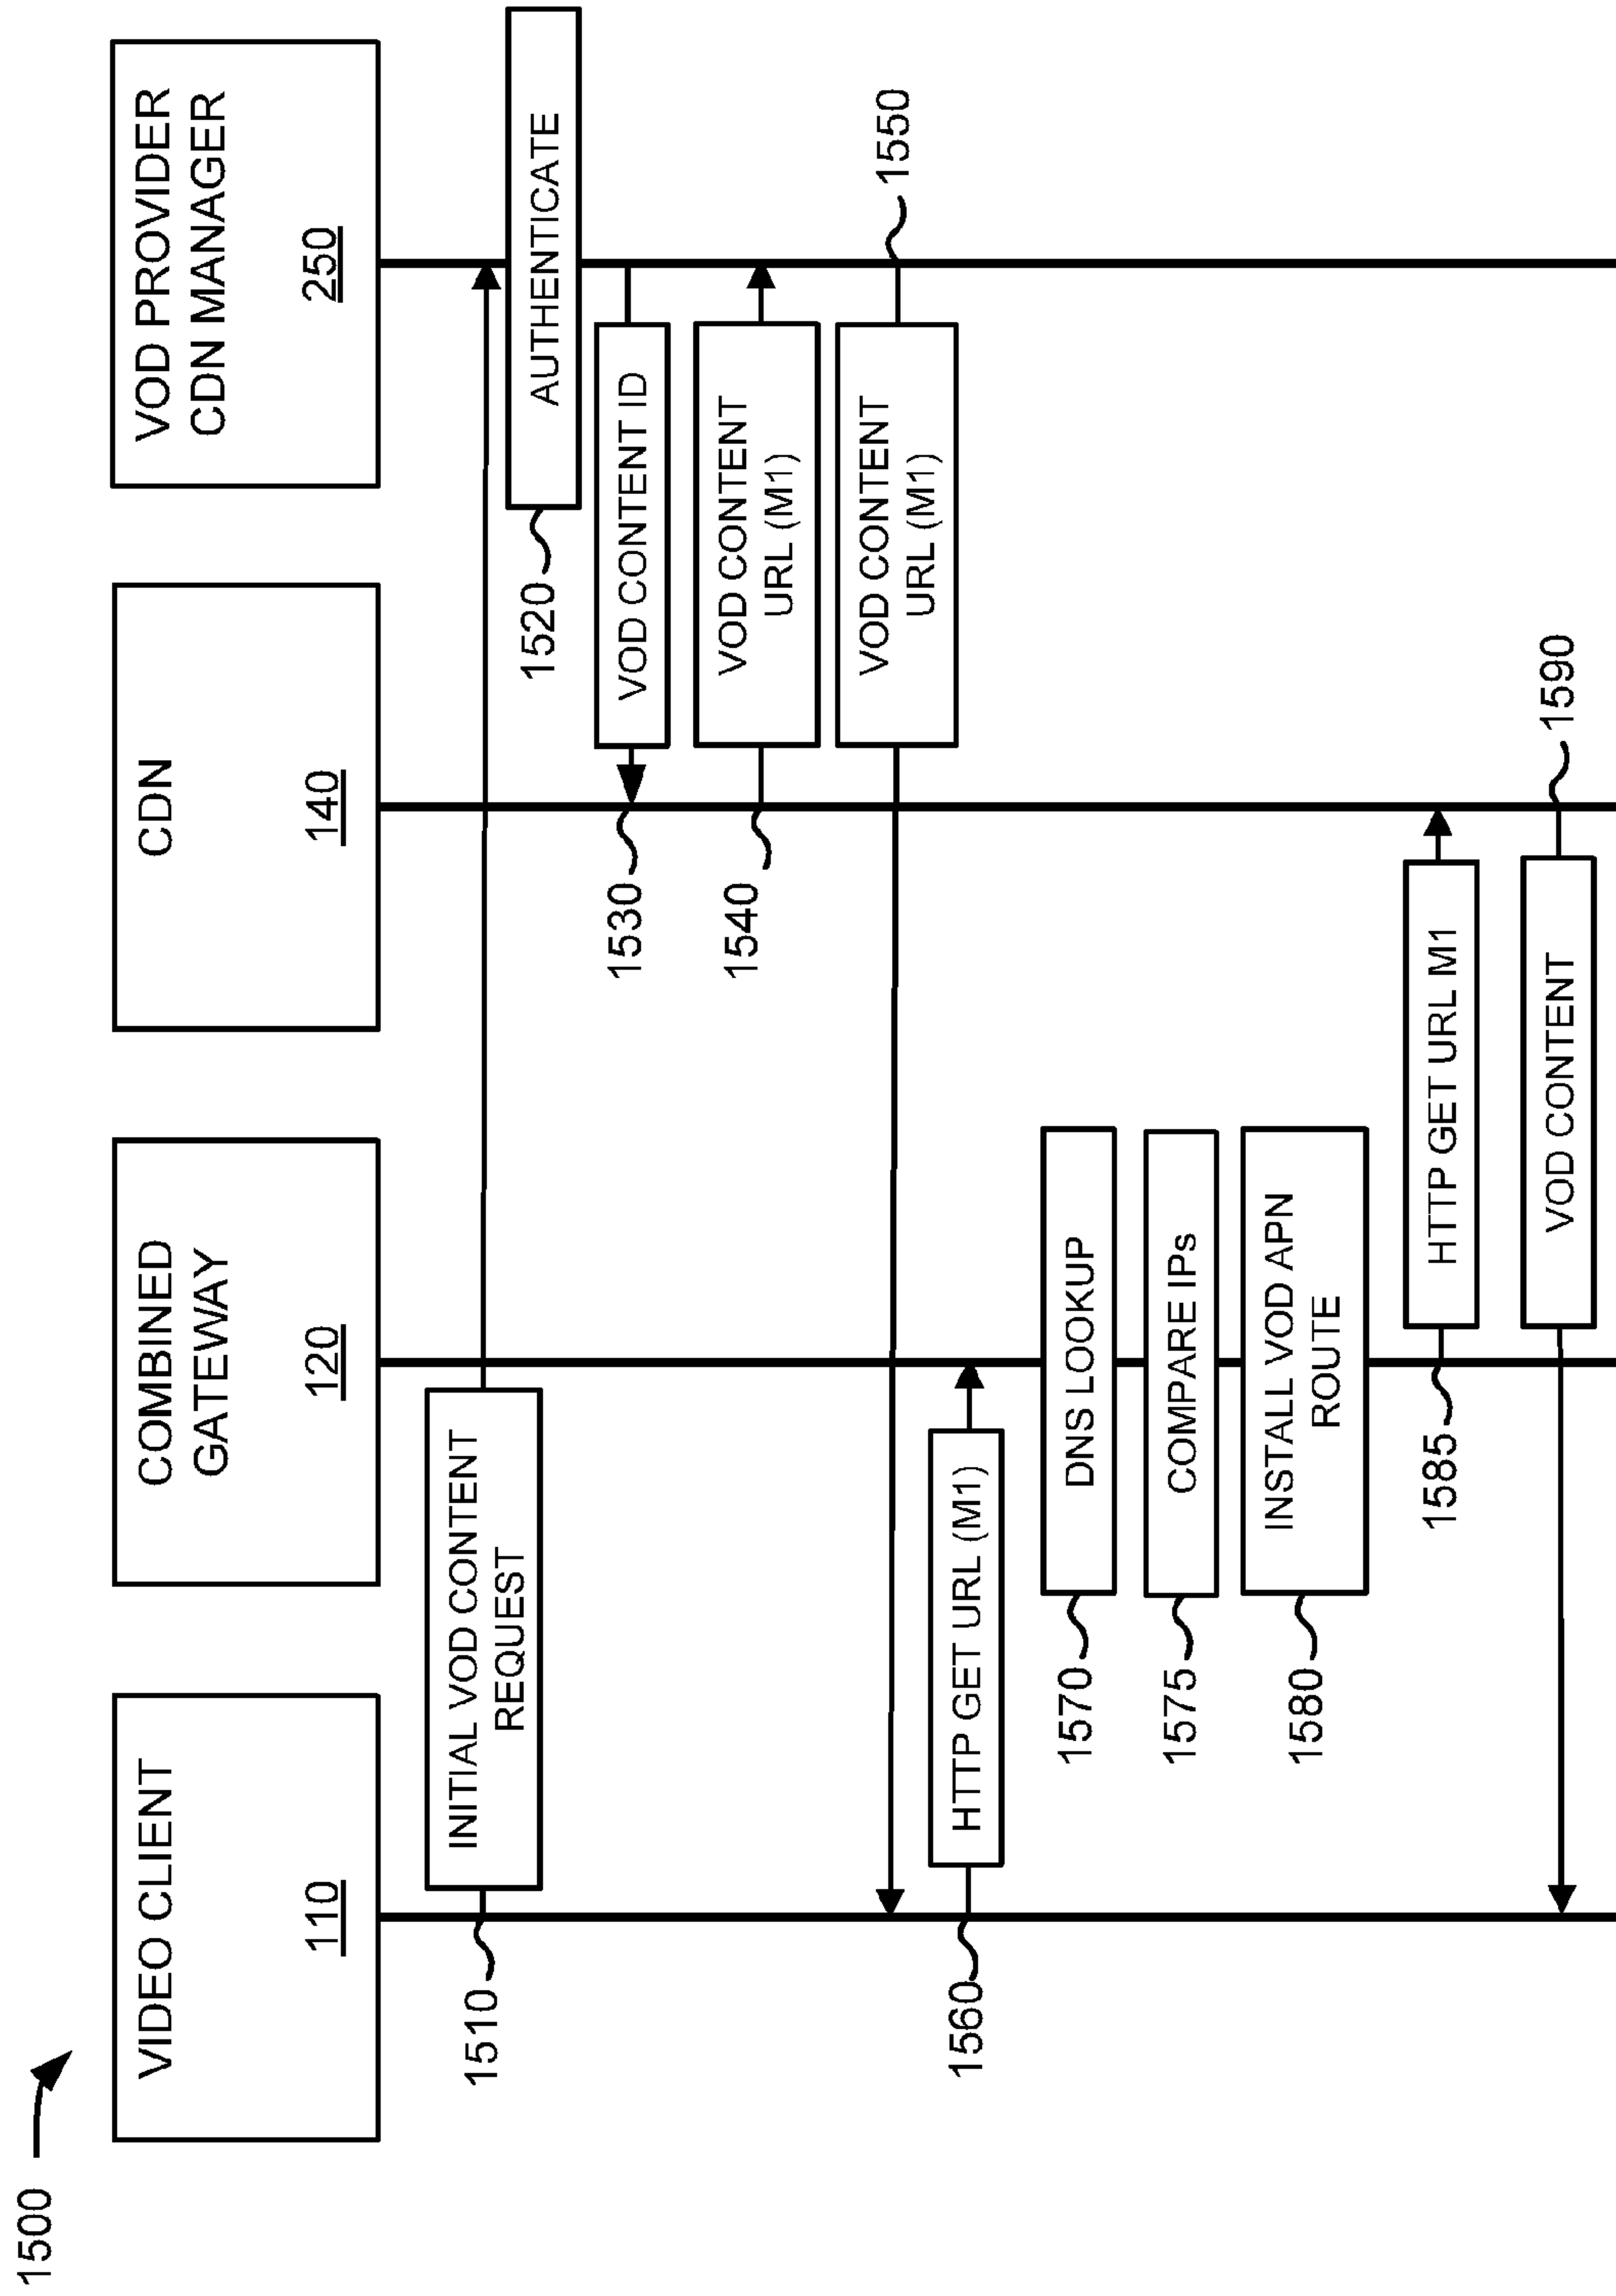 1500
VIDEO CLIENT
110
COMBINED
GATEWAY
120
CDN
140
VOD PROVIDER
CDN MANAGER
250
1510
INITIAL VOD CONTENT
REQUEST
1520
AUTHENTICATE
1530
VOD CONTENT ID
1540
VOD CONTENT
URL (M1)
VOD CONTENT
URL (M1)
1550
1560
HTTP GET URL (M1)
1570
DNS LOOKUP
1575
COMPARE IPs
1580
INSTALL VOD APN
ROUTE
1585
HTTP GET URL M1
VOD CONTENT
1590